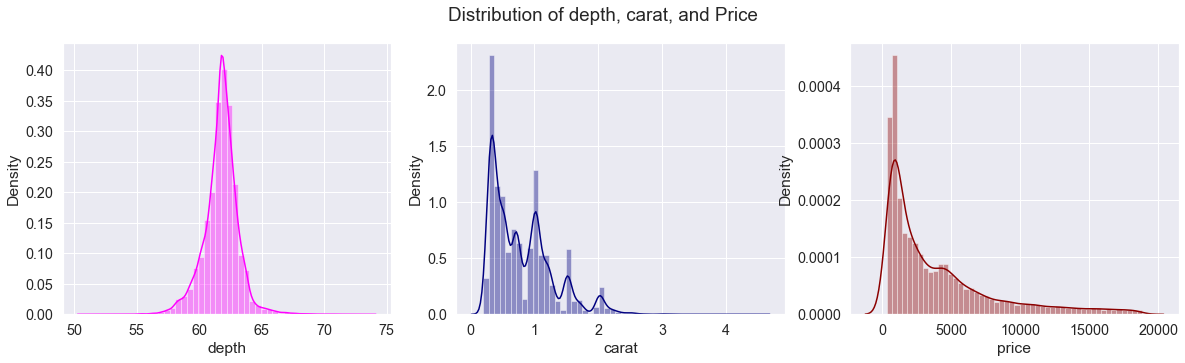 Distribution of depth, carat, and Price
Density
0.40
0.35
0.30
0.25
0.20
0.15
0.10
0.05
0.00
50 55 60 65 70 75
depth
Density
2.0
1.5
1.0
0.5
0.0
0 1 2 3 4
carat
Density
0.0004
0.0003
0.0002
0.0001
0.0000
0 5000 10000 15000 20000
price